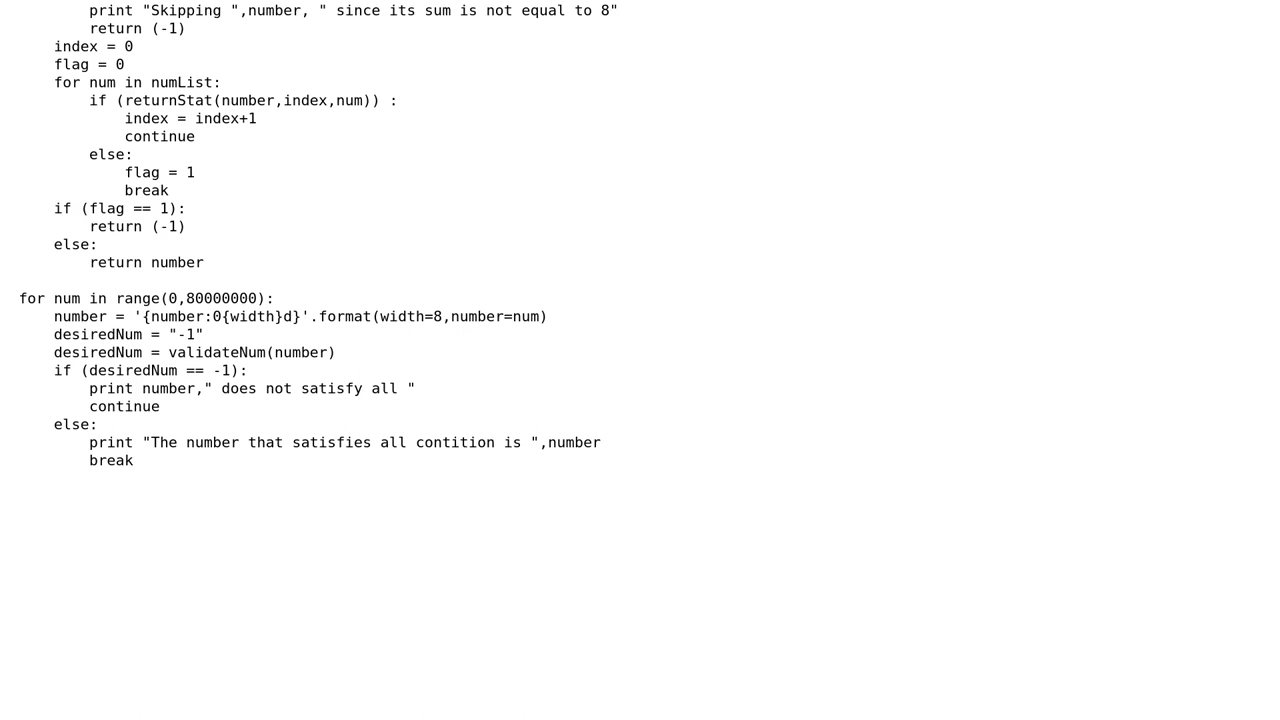 print "Skipping ",number, " since its sum is not equal to 8"
        return (-1)
    index = 0
    flag = 0
    for num in numList:
        if (returnStat(number,index,num)) :
            index = index+1
            continue
        else:
            flag = 1
            break
    if (flag == 1):
        return (-1)
    else:
        return number

for num in range(0,80000000):
    number = '{number:0{width}d}'.format(width=8,number=num)
    desiredNum = "-1"
    desiredNum = validateNum(number)
    if (desiredNum == -1):
        print number," does not satisfy all "
        continue
    else:
        print "The number that satisfies all contition is ",number
        break